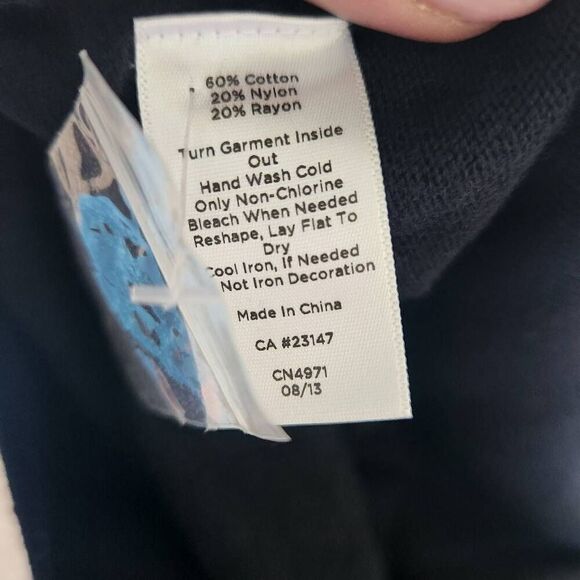 60% Cotton
20% Nylon
20% Rayon
Turn Garment Inside
Out
Hand Wash Cold
Only Non-Chlorine
Bleach When Needed
Reshape, Lay Flat To
Dry
Cool Iron, If Needed
Not Iron Decoration
Made In China
CA #23147
CN4971
08/13